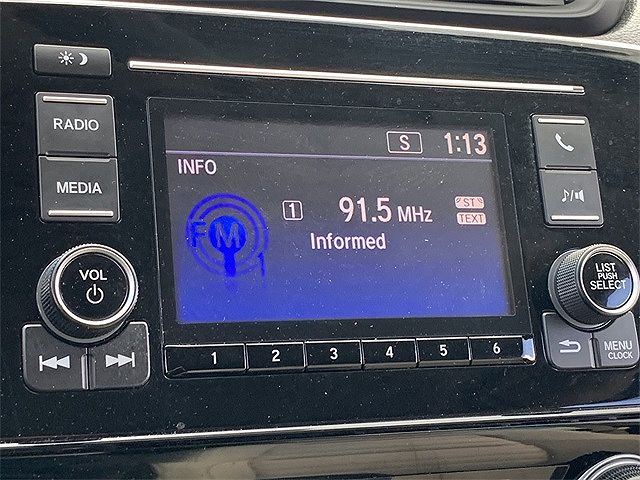 RADIO
MEDIA
VOL
S 1:13
INFO
1 91.5 MHz ST
TEXT
Informed
FM
1
1 2 3 4 5 6
LIST
PUSH
SELECT
MENU
CLOCK